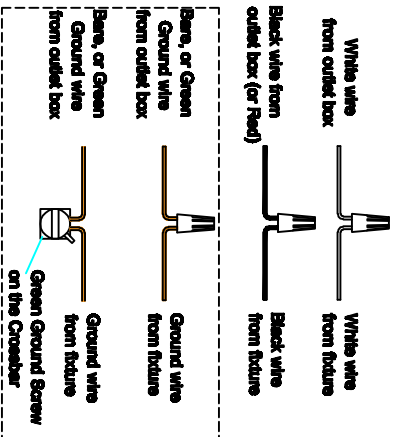 White wire
from outlet box
White wire
from fixture
Black wire from
outlet box (or Red)
Black wire
from fixture
Bare, or Green
Ground wire
from outlet box
Ground wire
from fixture
Bare, or Green
Ground wire
from outlet box
Ground wire
from fixture
Green Ground Screw
on the Crossbar